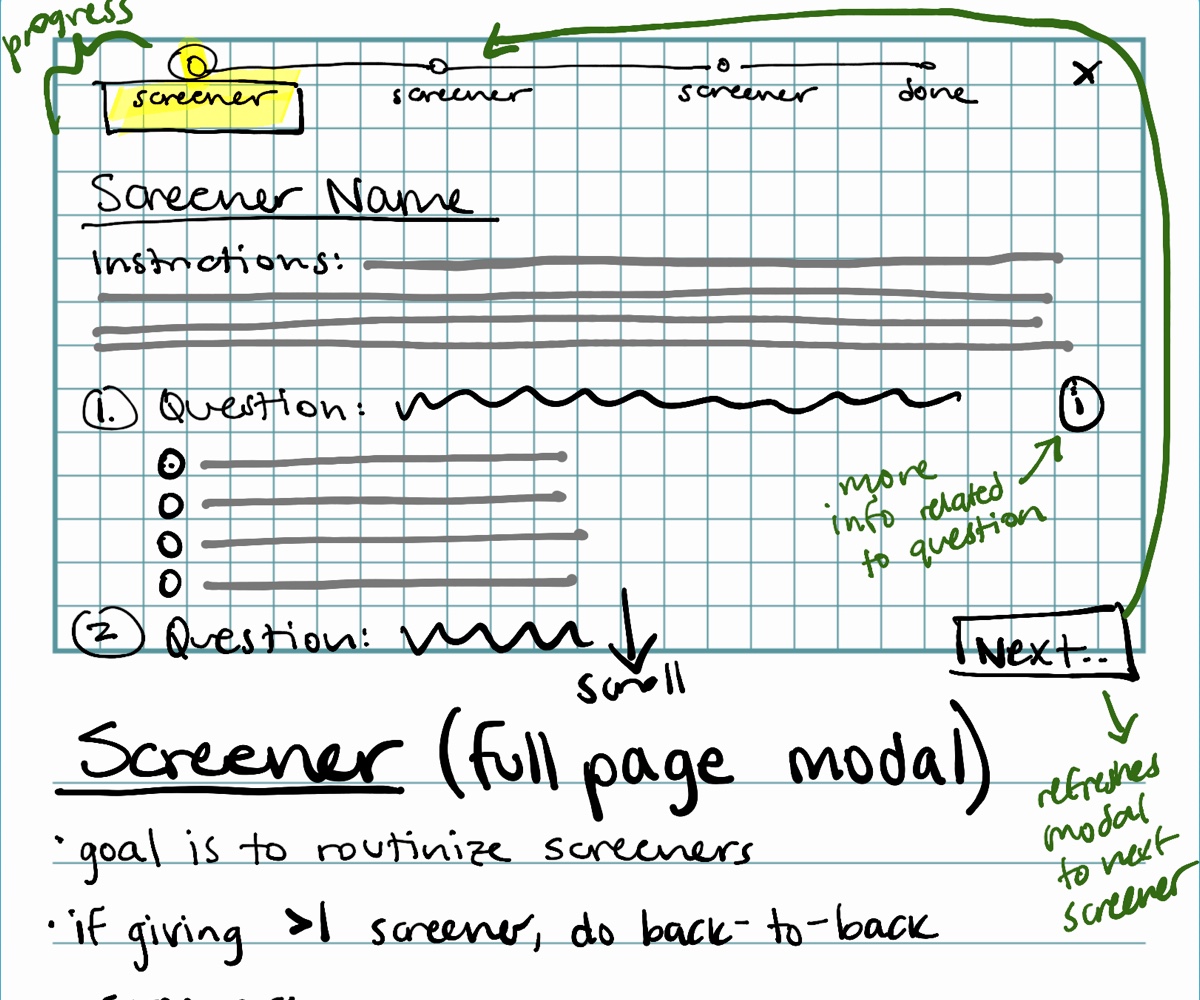 progress
screener screener screener done
x
Screener Name
Instructions:
1. Question:
i
more
info related
to question
2 Question:
Next..
scroll
Screener (full page modal)
refreshes
modal
to next
screener
· goal is to routinize screeners
· if giving >1 screener, do back-to-back